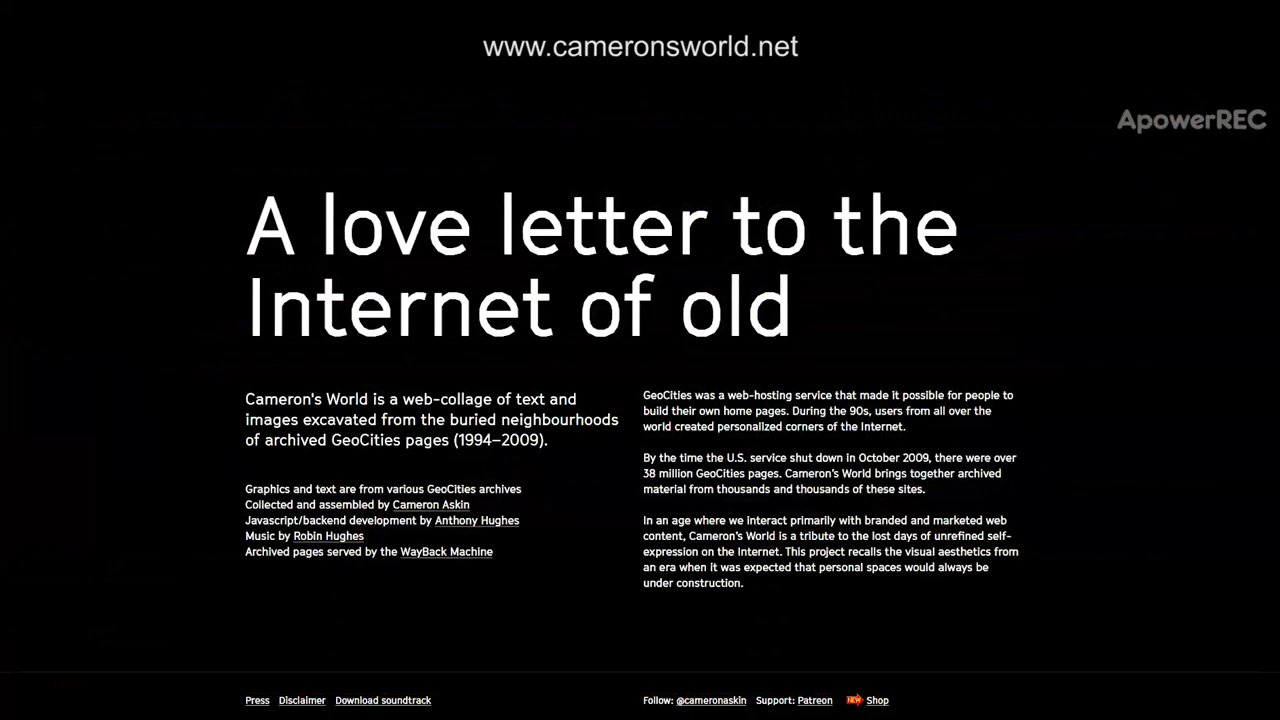 www.cameronsworld.net
ApowerREC
A love letter to the
Internet of old
Cameron's World is a web-collage of text and
images excavated from the buried neighbourhoods
of archived GeoCities pages (1994–2009).
Graphics and text are from various GeoCities archives
Collected and assembled by Cameron Askin
Javascript/backend development by Anthony Hughes
Music by Robin Hughes
Archived pages served by the WayBack Machine
GeoCities was a web-hosting service that made it possible for people to
build their own home pages. During the 90s, users from all over the
world created personalized corners of the Internet.
By the time the U.S. service shut down in October 2009, there were over
38 million GeoCities pages. Cameron's World brings together archived
material from thousands and thousands of these sites.
In an age where we interact primarily with branded and marketed web
content, Cameron's World is a tribute to the lost days of unrefined self-
expression on the Internet. This project recalls the visual aesthetics from
an era when it was expected that personal spaces would always be
under construction.
Press Disclaimer Download soundtrack
Follow: @cameronaskin Support: Patreon NEW Shop